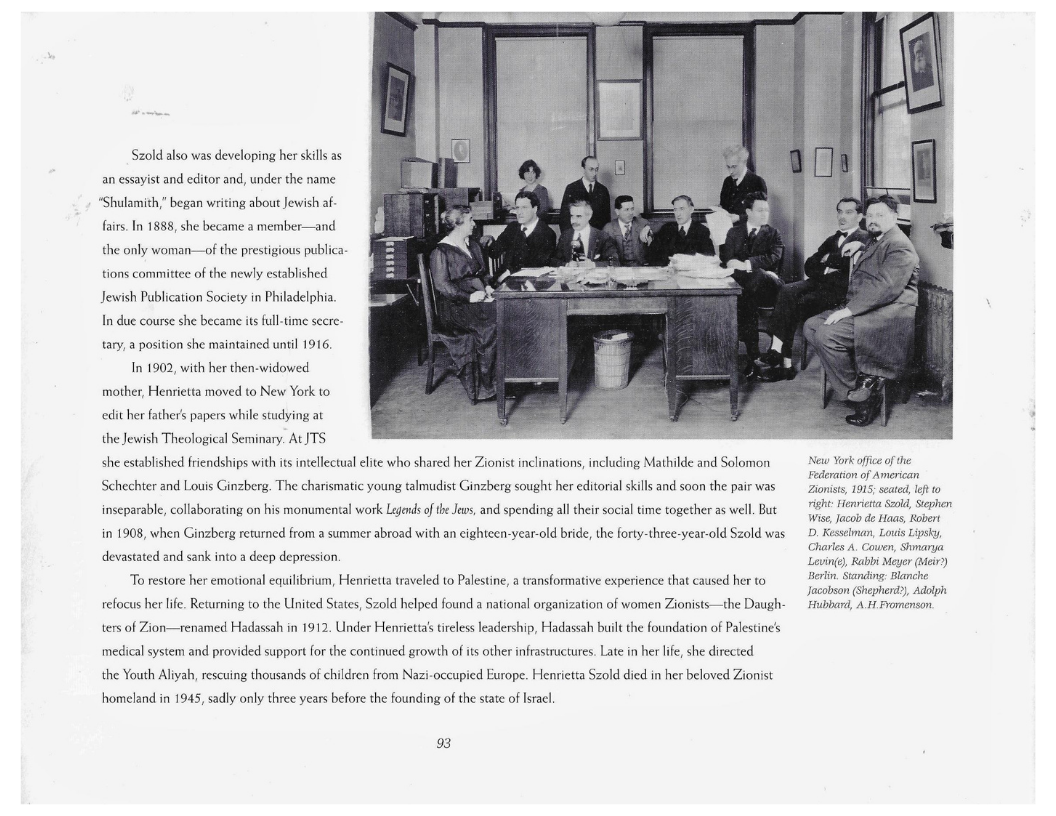 Szold also was developing her skills as
an essayist and editor and, under the name
“Shulamith,” began writing about Jewish af-
fairs. In 1888, she became a member—and
the only woman—of the prestigious publica-
tions committee of the newly established
Jewish Publication Society in Philadelphia.
In due course she became its full-time secre-
tary, a position she maintained until 1916.
In 1902, with her then-widowed
mother, Henrietta moved to New York to
edit her father’s papers while studying at
the Jewish Theological Seminary. At JTS
she established friendships with its intellectual elite who shared her Zionist inclinations, including Mathilde and Solomon
Schechter and Louis Ginzberg. The charismatic young talmudist Ginzberg sought her editorial skills and soon the pair was
inseparable, collaborating on his monumental work Legends of the Jews, and spending all their social time together as well. But
in 1908, when Ginzberg returned from a summer abroad with an eighteen-year-old bride, the forty-three-year-old Szold was
devastated and sank into a deep depression.
To restore her emotional equilibrium, Henrietta traveled to Palestine, a transformative experience that caused her to
refocus her life. Returning to the United States, Szold helped found a national organization of women Zionists—the Daugh-
ters of Zion—renamed Hadassah in 1912. Under Henrietta’s tireless leadership, Hadassah built the foundation of Palestine’s
medical system and provided support for the continued growth of its other infrastructures. Late in her life, she directed
the Youth Aliyah, rescuing thousands of children from Nazi-occupied Europe. Henrietta Szold died in her beloved Zionist
homeland in 1945, sadly only three years before the founding of the state of Israel.
New York office of the
Federation of American
Zionists, 1915; seated, left to
right: Henrietta Szold, Stephen
Wise, Jacob de Haas, Robert
D. Kesselman, Louis Lipsky,
Charles A. Cowen, Shmarya
Levin(e), Rabbi Meyer (Meir?)
Berlin. Standing: Blanche
Jacobson (Shepherd?), Adolph
Hubbard, A.H.Fromenson.
93